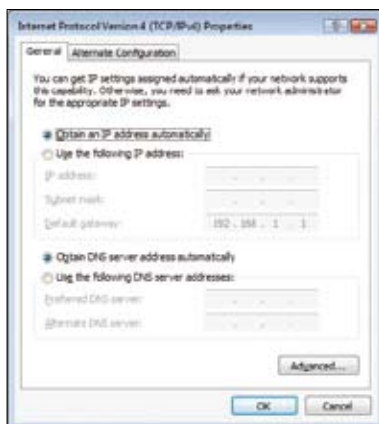 Internet Protocol Version 4 (TCP/IPv4) Properties
General
Alternate Configuration
You can get IP settings assigned automatically if your network supports
this capability. Otherwise, you need to ask your network administrator
for the appropriate IP settings.
Obtain an IP address automatically
Use the following IP address:
IP address:
Subnet mask:
Default gateway: 192 . 168 . 1 . 1
Obtain DNS server address automatically
Use the following DNS server addresses:
Preferred DNS server:
Alternate DNS server:
Advanced...
OK
Cancel